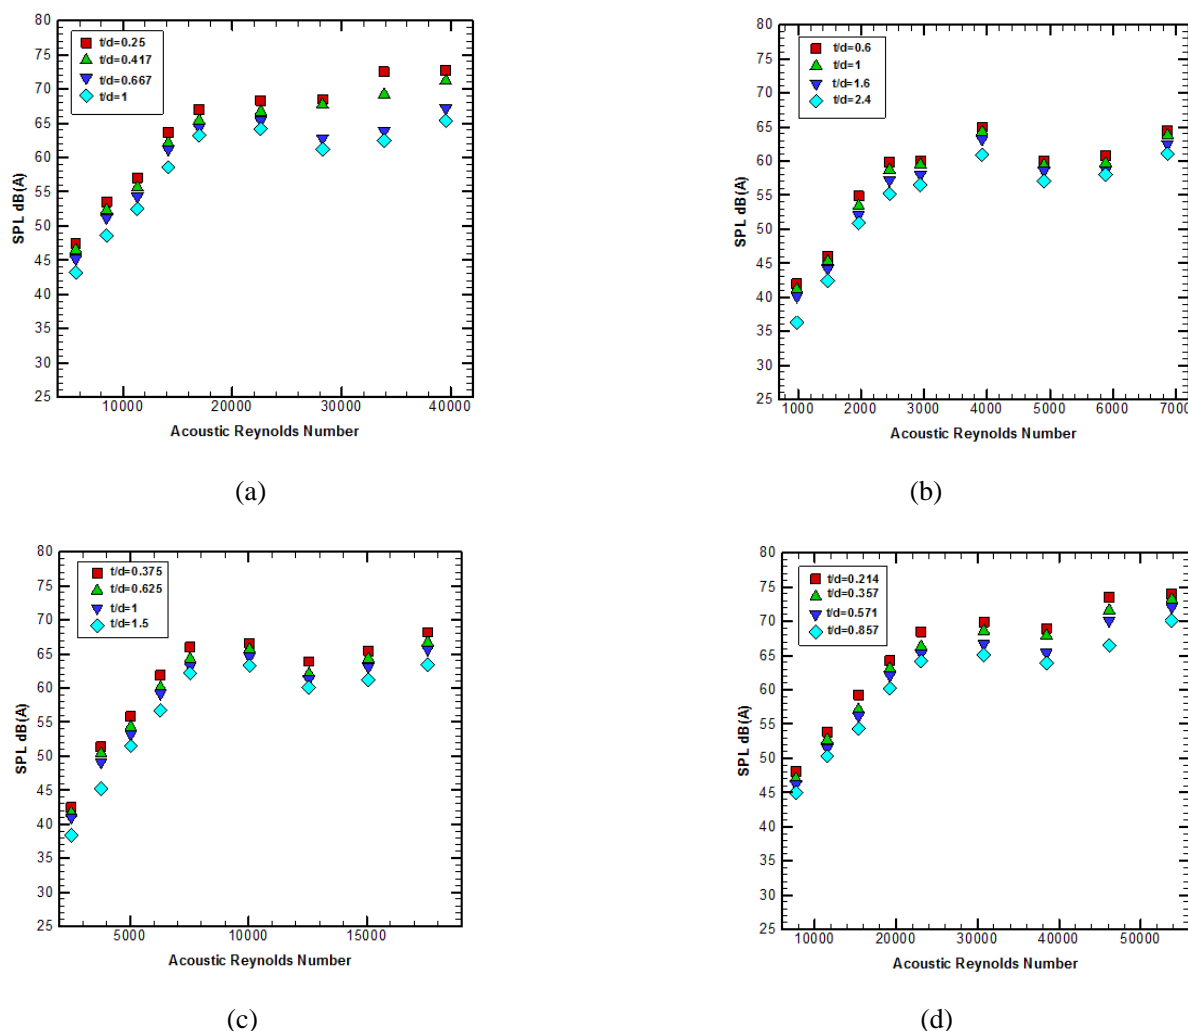 80
75
70
65
60
55
50
45
40
35
30
25
SPL dB(A)
t/d=0.25
t/d=0.417
t/d=0.667
t/d=1
10000 20000 30000 40000
Acoustic Reynolds Number
(a)
80
75
70
65
60
55
50
45
40
35
30
25
SPL dB(A)
t/d=0.6
t/d=1
t/d=1.6
t/d=2.4
1000 2000 3000 4000 5000 6000 7000
Acoustic Reynolds Number
(b)
80
75
70
65
60
55
50
45
40
35
30
25
SPL dB(A)
t/d=0.375
t/d=0.625
t/d=1
t/d=1.5
5000 10000 15000
Acoustic Reynolds Number
(c)
80
75
70
65
60
55
50
45
40
35
30
25
SPL dB(A)
t/d=0.214
t/d=0.357
t/d=0.571
t/d=0.857
10000 20000 30000 40000 50000
Acoustic Reynolds Number
(d)